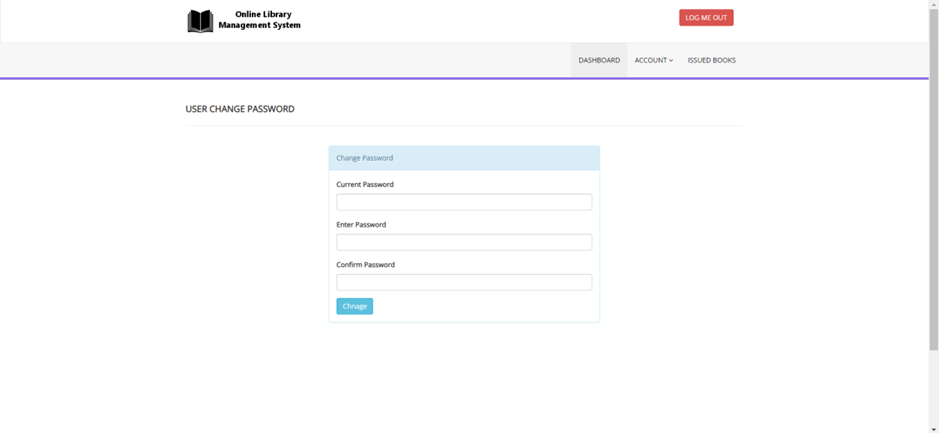 Online Library
Management System
LOG ME OUT
DASHBOARD
ACCOUNT
ISSUED BOOKS
USER CHANGE PASSWORD
Change Password
Current Password
Enter Password
Confirm Password
Chnage